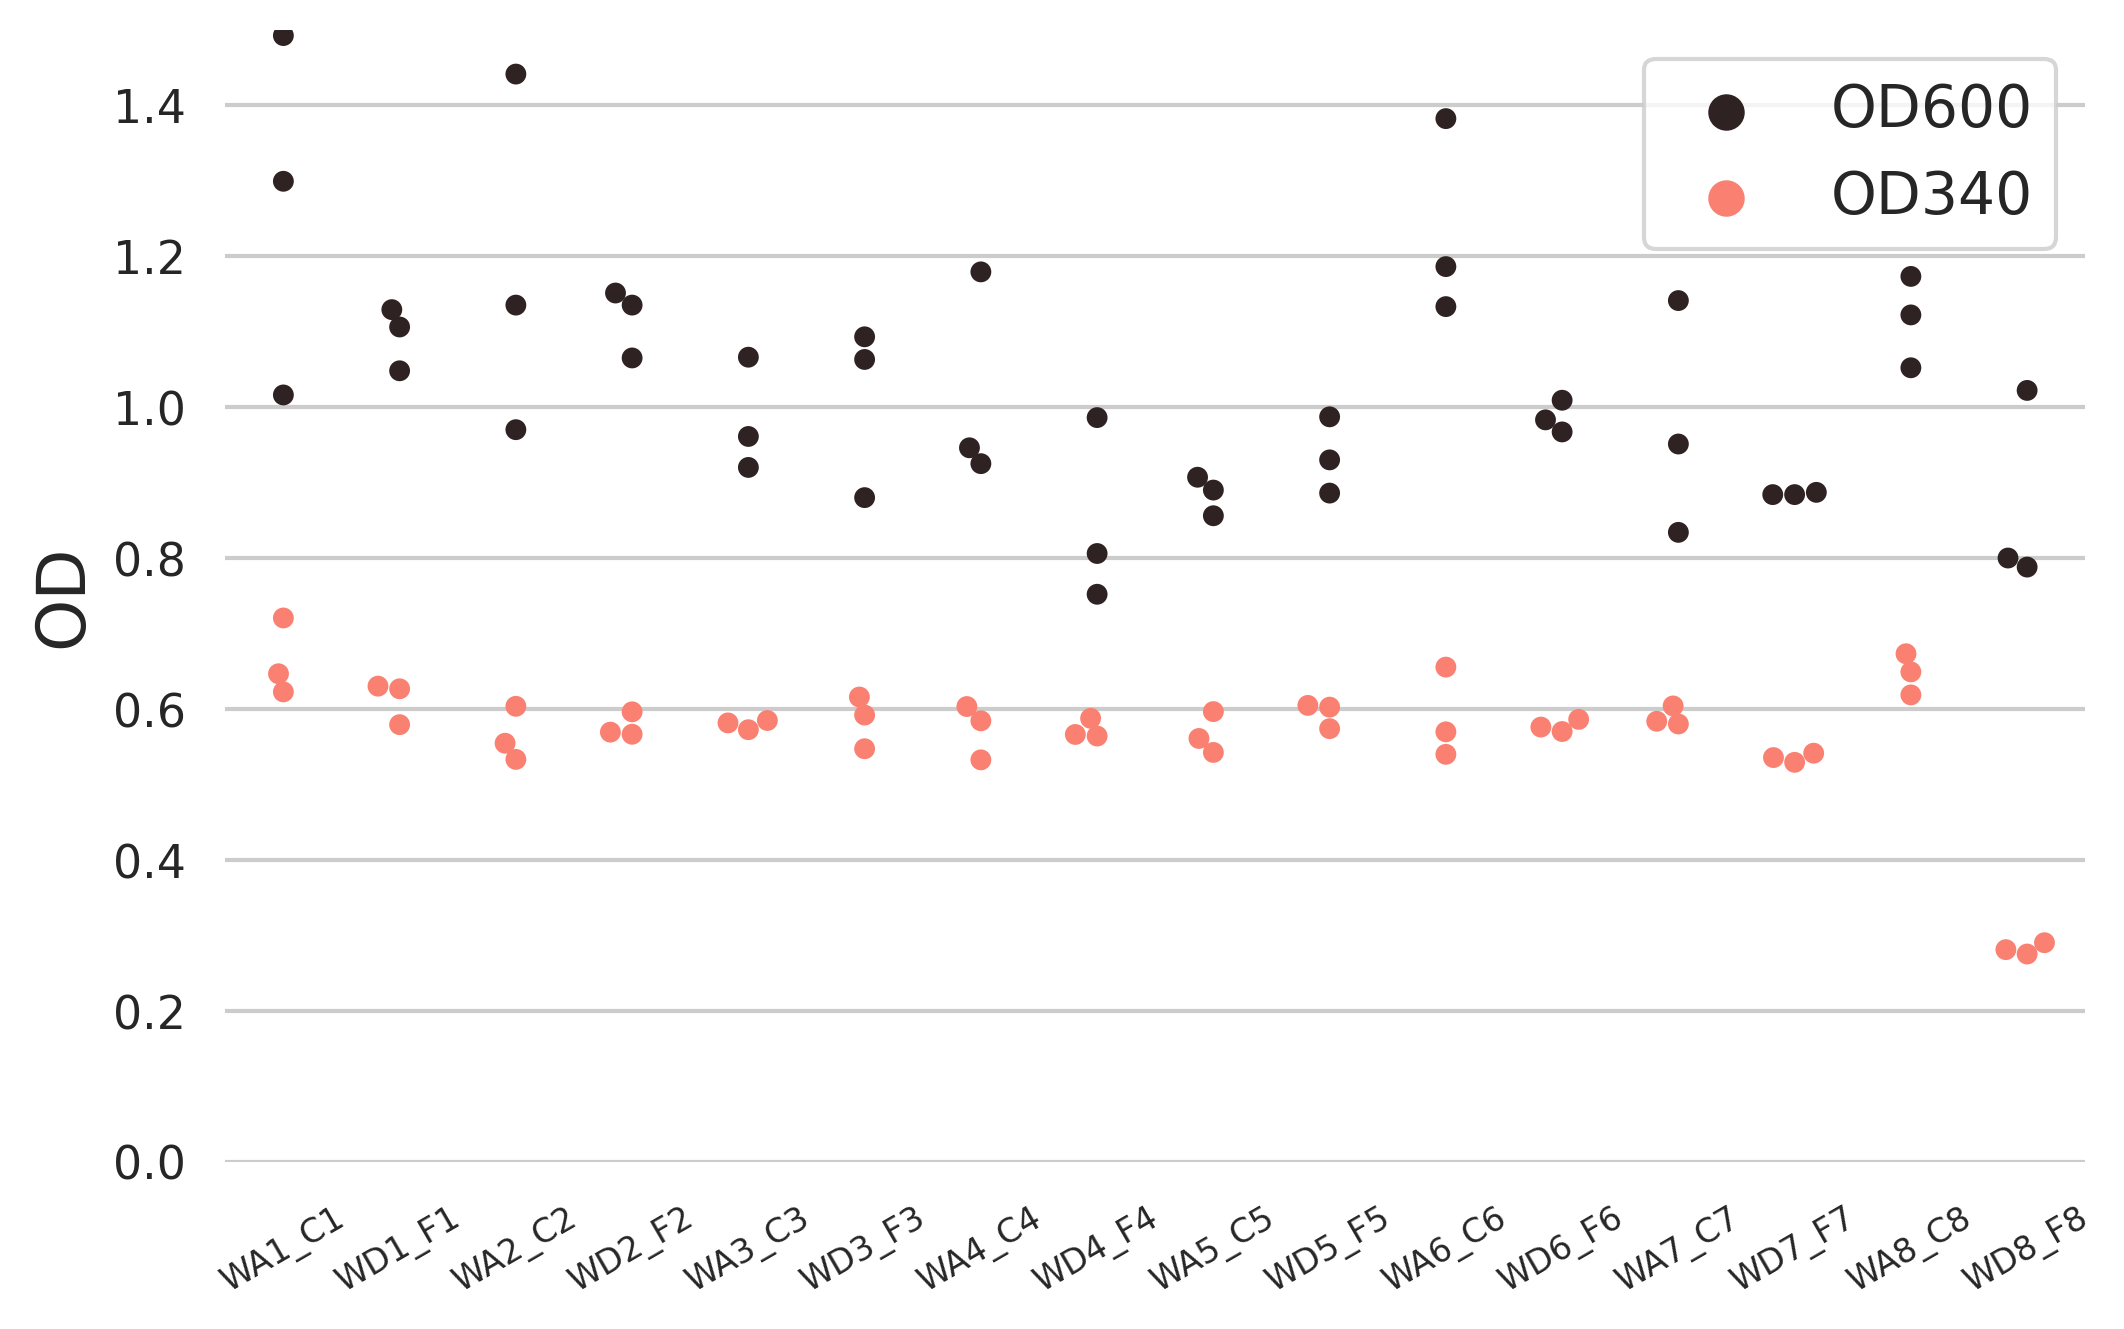 OD600
OD340
OD
1.4
1.2
1.0
0.8
0.6
0.4
0.2
0.0
WA1_C1
WD1_F1
WA2_C2
WD2_F2
WA3_C3
WD3_F3
WA4_C4
WD4_F4
WA5_C5
WD5_F5
WA6_C6
WD6_F6
WA7_C7
WD7_F7
WA8_C8
WD8_F8